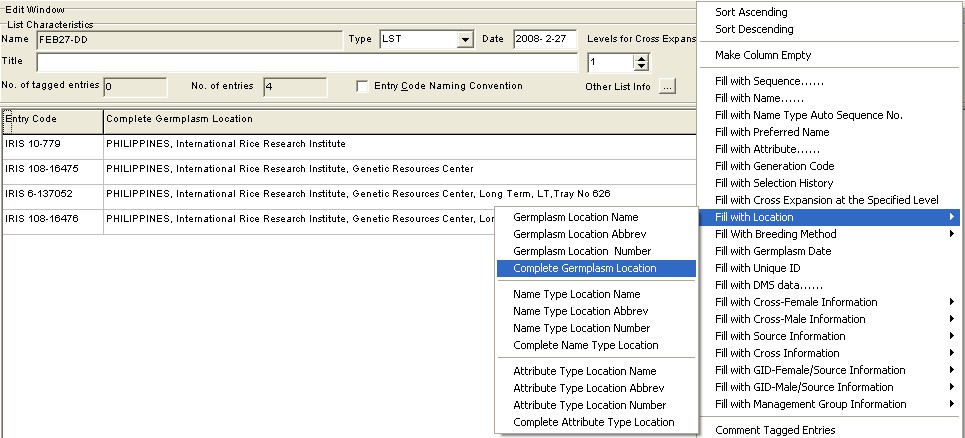 Edit Window
List Characteristics
Name FEB27-DD Type LST Date 2008- 2-27 Levels for Cross Expans
Title 1
No. of tagged entries 0 No. of entries 4 Entry Code Naming Convention Other List Info ...
Entry Code Complete Germplasm Location
IRIS 10-779 PHILIPPINES, International Rice Research Institute
IRIS 108-16475 PHILIPPINES, International Rice Research Institute, Genetic Resources Center
IRIS 6-137052 PHILIPPINES, International Rice Research Institute, Genetic Resources Center, Long Term, LT,Tray No 626
IRIS 108-16476 PHILIPPINES, International Rice Research Institute, Genetic Resources Center, Lon
Germplasm Location Name
Germplasm Location Abbrev
Germplasm Location Number
Complete Germplasm Location
Name Type Location Name
Name Type Location Abbrev
Name Type Location Number
Complete Name Type Location
Attribute Type Location Name
Attribute Type Location Abbrev
Attribute Type Location Number
Complete Attribute Type Location
Sort Ascending
Sort Descending
Make Column Empty
Fill with Sequence......
Fill with Name......
Fill with Name Type Auto Sequence No.
Fill with Preferred Name
Fill with Attribute......
Fill with Generation Code
Fill with Selection History
Fill with Cross Expansion at the Specified Level
Fill with Location
Fill With Breeding Method
Fill with Germplasm Date
Fill with Unique ID
Fill with DMS data......
Fill with Cross-Female Information
Fill with Cross-Male Information
Fill with Source Information
Fill with Cross Information
Fill with GID-Female/Source Information
Fill with GID-Male/Source Information
Fill with Management Group Information
Comment Tagged Entries